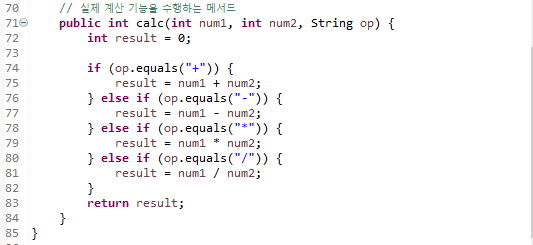 70     // 실제 계산 기능을 수행하는 메서드
71     public int calc(int num1, int num2, String op) {
72         int result = 0;
73
74         if (op.equals("+")) {
75             result = num1 + num2;
76         } else if (op.equals("-")) {
77             result = num1 - num2;
78         } else if (op.equals("*")) {
79             result = num1 * num2;
80         } else if (op.equals("/")) {
81             result = num1 / num2;
82         }
83         return result;
84     }
85 }